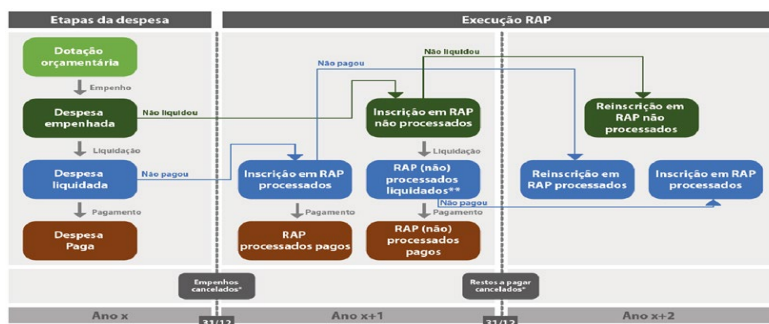 Etapas da despesa
Execução RAP
Dotação
orçamentária
Empenho
Despesa
empenhada
Não liquidou
Liquidação
Despesa
liquidada
Não pagou
Pagamento
Despesa
Paga
Não pagou
Não liquidou
Inscrição em RAP
não processados
Liquidação
Inscrição em RAP
processados
RAP (não)
processados
liquidados**
Não pagou
Pagamento
Pagamento
RAP
processados pagos
RAP (não)
processados
pagos
Reinscrição em
RAP não
processados
Reinscrição em
RAP processados
Inscrição em RAP
processados
Empenhos
cancelados*
Restos a pagar
cancelados*
Ano x
31/12
Ano x+1
31/12
Ano x+2